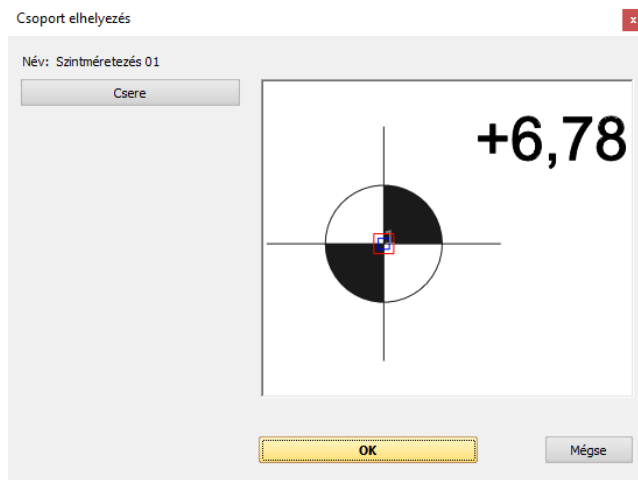 Csoport elhelyezés
x
Név: Szintméretezés 01
Csere
+6,78
OK
Mégse